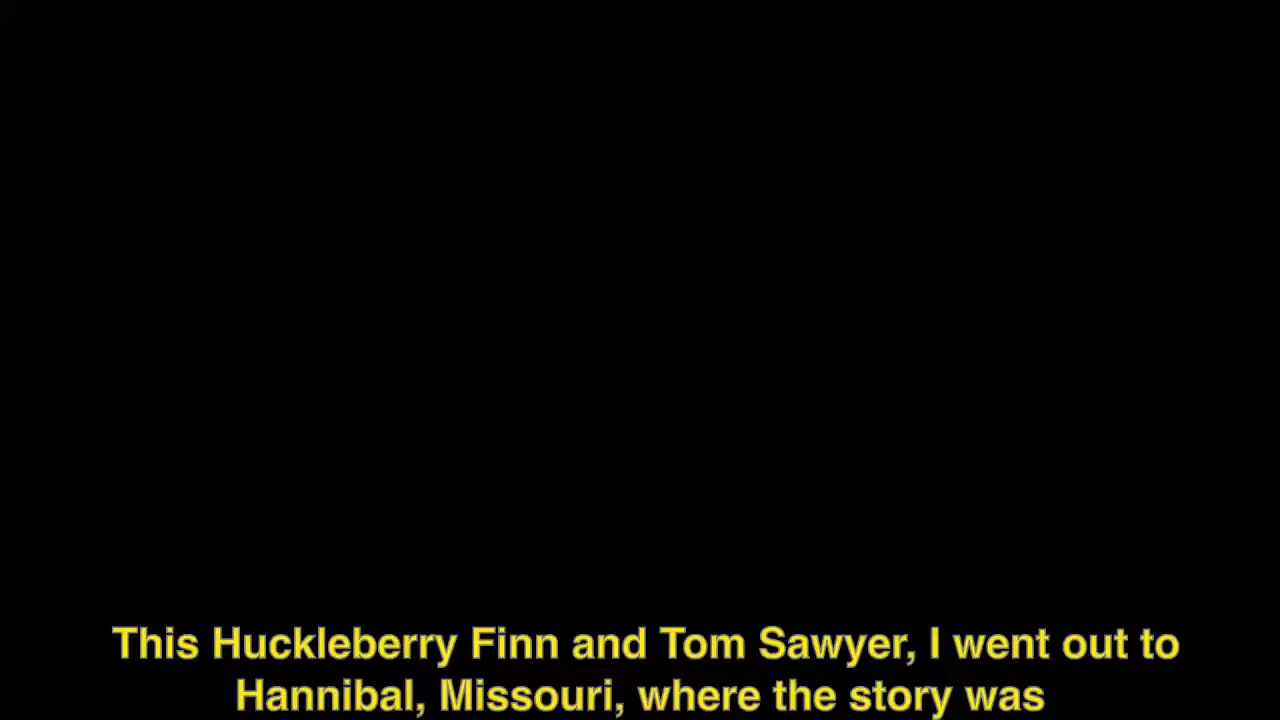 This Huckleberry Finn and Tom Sawyer, I went out to
Hannibal, Missouri, where the story was